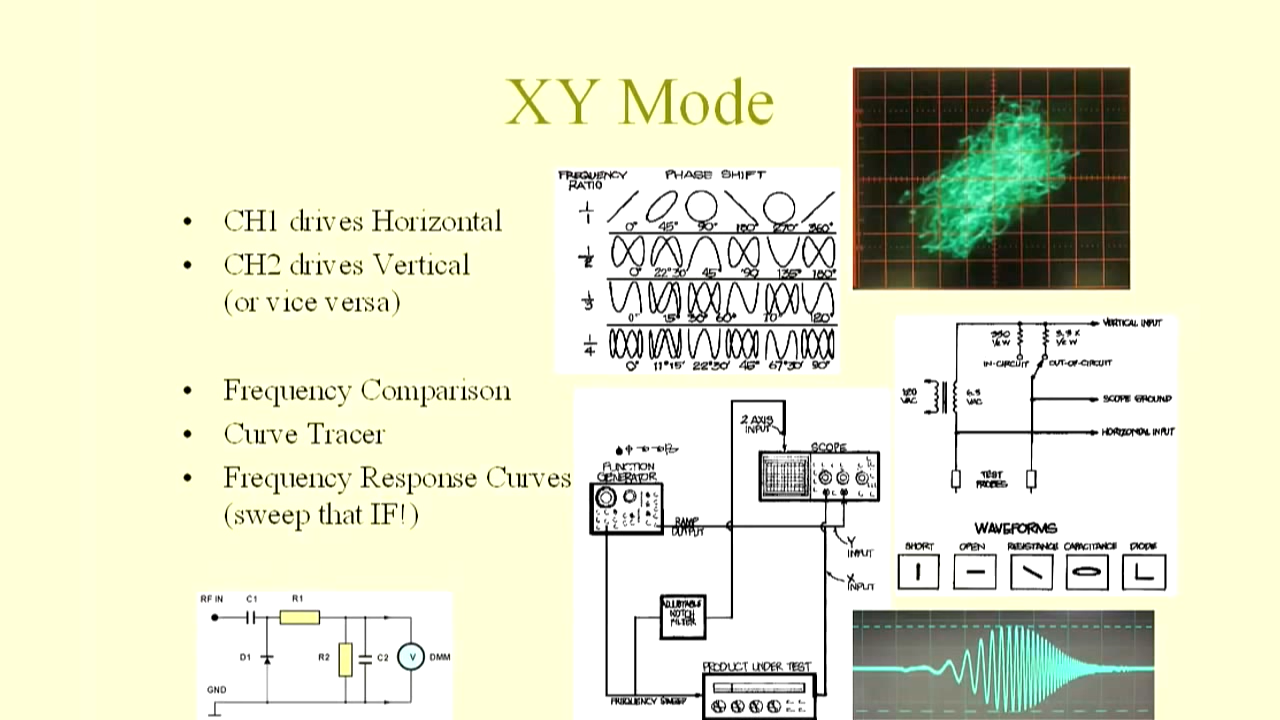 XY Mode
• CH1 drives Horizontal
• CH2 drives Vertical
(or vice versa)
• Frequency Comparison
• Curve Tracer
• Frequency Response Curves
(sweep that IF!)
FREQUENCY RATIO
PHASE SHIFT
1/1
0° 45° 90° 180° 270° 360°
1/2
0° 22°30' 45° 90 135° 180°
1/3
0° 15° 30° 60° 120°
1/4
0° 11°15' 22°30' 45° 67°30' 90°
VERTICAL INPUT
IN-CIRCUIT
OUT-OF-CIRCUIT
120 VAC
6.3 VAC
SCOPE GROUND
HORIZONTAL INPUT
TEST PROBES
WAVEFORMS
SHORT OPEN RESISTANCE CAPACITANCE DIODE
Z AXIS INPUT
SCOPE
FUNCTION GENERATOR
RAMP OUTPUT
Y INPUT
X INPUT
ADJUSTABLE NOTCH FILTER
PRODUCT UNDER TEST
FREQUENCY SWEEP
RF IN C1 R1
D1 R2 C2 V DMM
GND